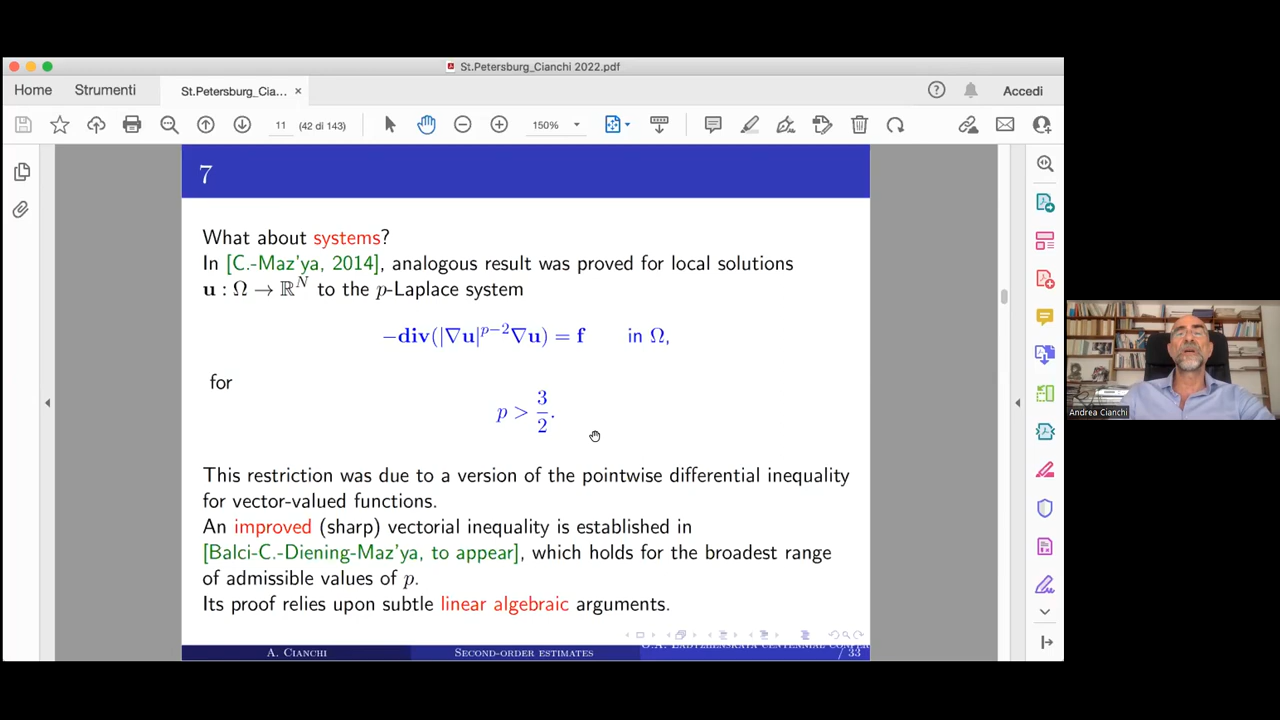 St.Petersburg_Cianchi 2022.pdf
Home Strumenti St.Petersburg_Cia... × Accedi
11 (42 di 143) 150%
7
What about systems?
In [C.-Maz'ya, 2014], analogous result was proved for local solutions
u : Ω → ℝᴺ to the p-Laplace system
−div(|∇u|ᵖ⁻²∇u) = f in Ω,
for
p > 3/2.
Andrea Cianchi
This restriction was due to a version of the pointwise differential inequality
for vector-valued functions.
An improved (sharp) vectorial inequality is established in
[Balci-C.-Diening-Maz'ya, to appear], which holds for the broadest range
of admissible values of p.
Its proof relies upon subtle linear algebraic arguments.
A. Cianchi Second-order estimates / 33